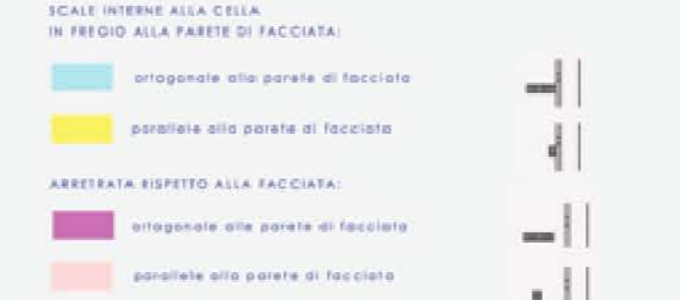 SCALE INTERNE ALLA CELLA
IN FREGIO ALLA PARETE DI FACCIATA:
ortogonale alla parete di facciata
parallele alla parete di facciata
ARRETRATA RISPETTO ALLA FACCIATA:
ortogonale alle parete di facciata
parallele alla parete di facciata